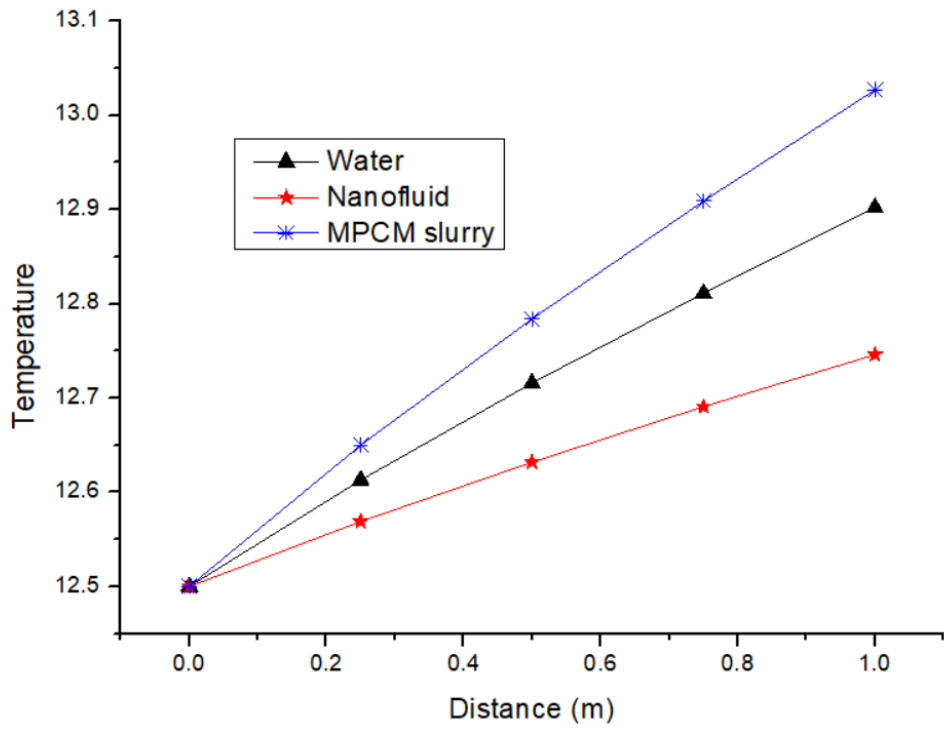 13.1
13.0
12.9
12.8
12.7
12.6
12.5
Temperature
Water
Nanofluid
MPCM slurry
0.0 0.2 0.4 0.6 0.8 1.0
Distance (m)